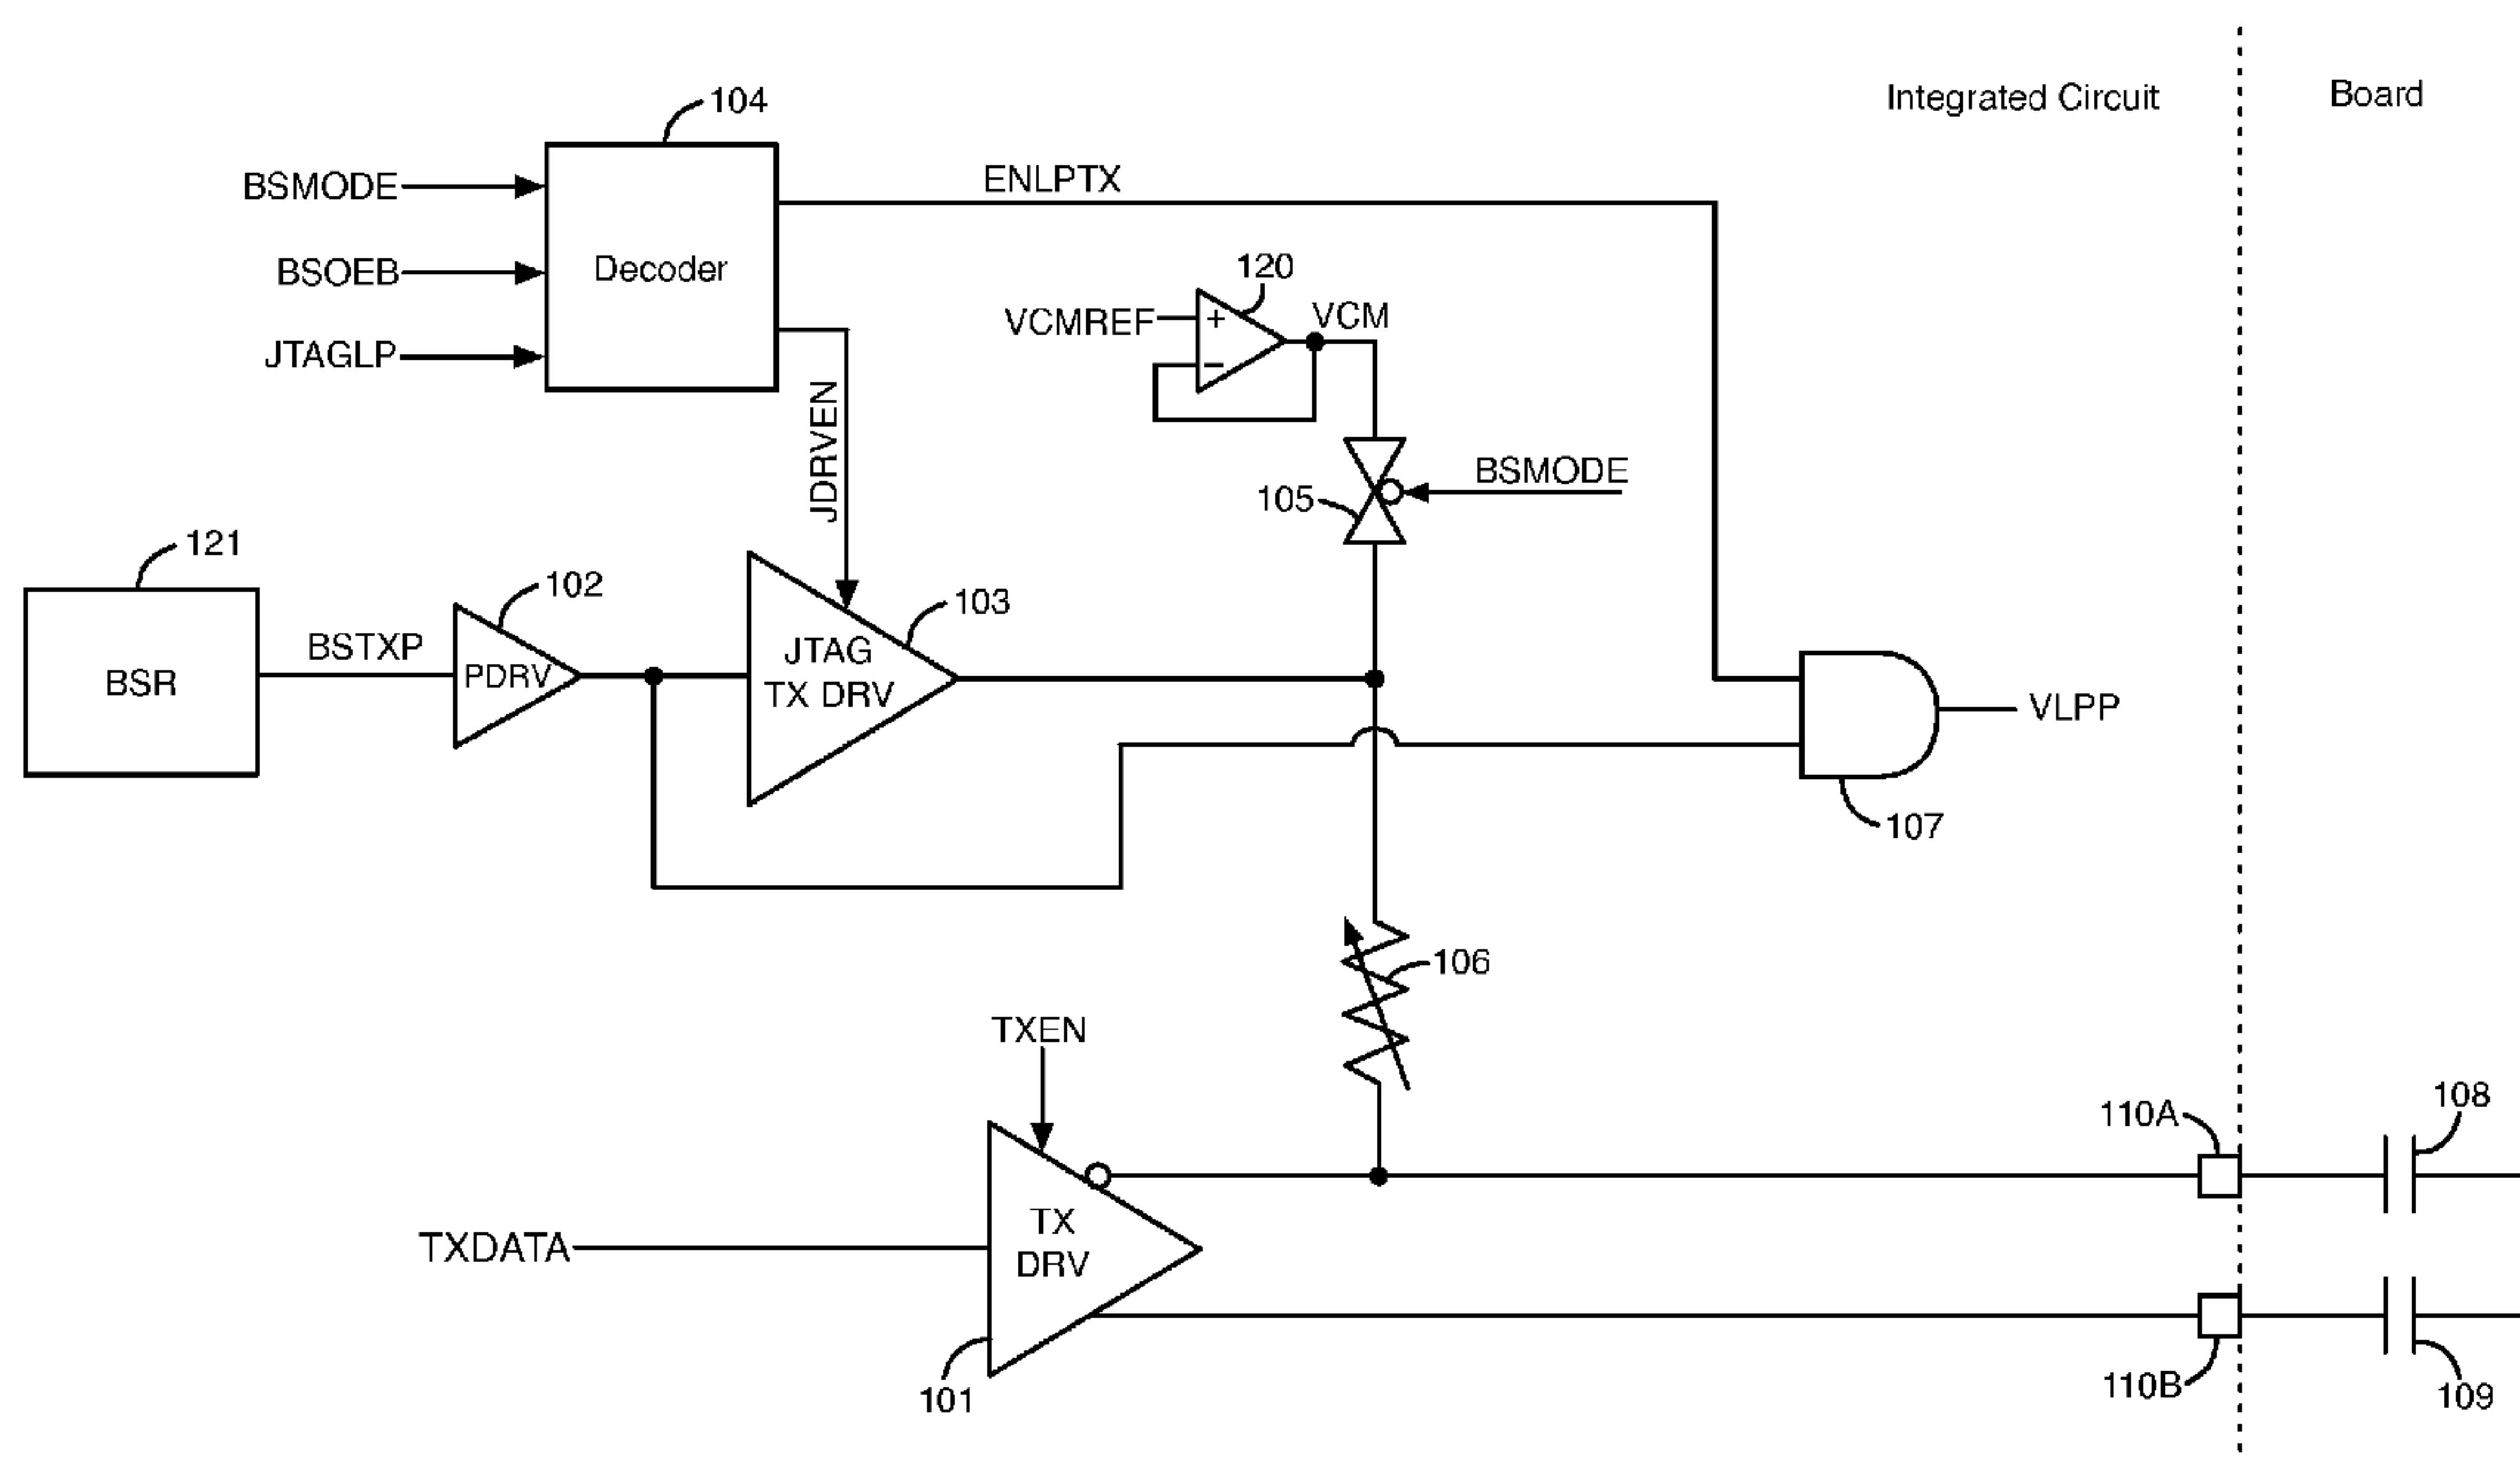 Integrated Circuit
Board
104
BSMODE
BSOEB
JTAGLP
Decoder
ENLPTX
JDRVEN
120
VCMREF
+
−
VCM
105
BSMODE
121
BSR
BSTXP
102
PDRV
103
JTAG
TX DRV
VLPP
107
106
TXEN
TXDATA
TX
DRV
101
110A
108
110B
109